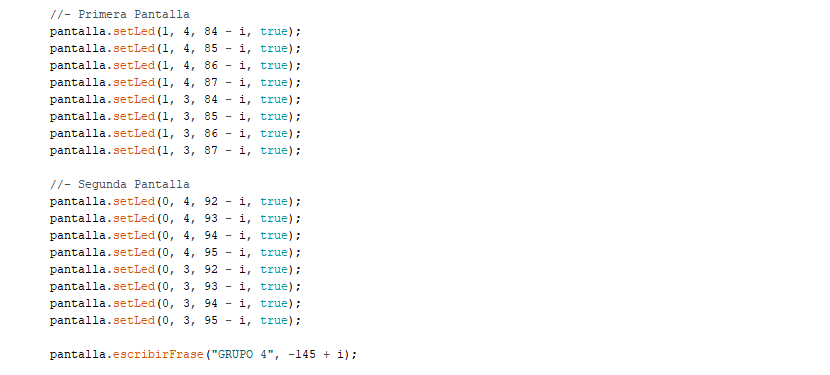 //- Primera Pantalla
pantalla.setLed(1, 4, 84 - i, true);
pantalla.setLed(1, 4, 85 - i, true);
pantalla.setLed(1, 4, 86 - i, true);
pantalla.setLed(1, 4, 87 - i, true);
pantalla.setLed(1, 3, 84 - i, true);
pantalla.setLed(1, 3, 85 - i, true);
pantalla.setLed(1, 3, 86 - i, true);
pantalla.setLed(1, 3, 87 - i, true);
//- Segunda Pantalla
pantalla.setLed(0, 4, 92 - i, true);
pantalla.setLed(0, 4, 93 - i, true);
pantalla.setLed(0, 4, 94 - i, true);
pantalla.setLed(0, 4, 95 - i, true);
pantalla.setLed(0, 3, 92 - i, true);
pantalla.setLed(0, 3, 93 - i, true);
pantalla.setLed(0, 3, 94 - i, true);
pantalla.setLed(0, 3, 95 - i, true);
pantalla.escribirFrase("GRUPO 4", -145 + i);